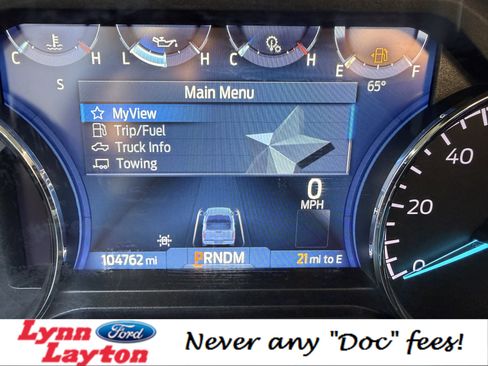 C H L H C H E F
S 65°
Main Menu
MyView
Trip/Fuel
Truck Info
Towing
0
MPH
104762 mi PRNDM 21 mi to E
40
20
0
Lynn
Ford
Layton
Never any "Doc" fees!